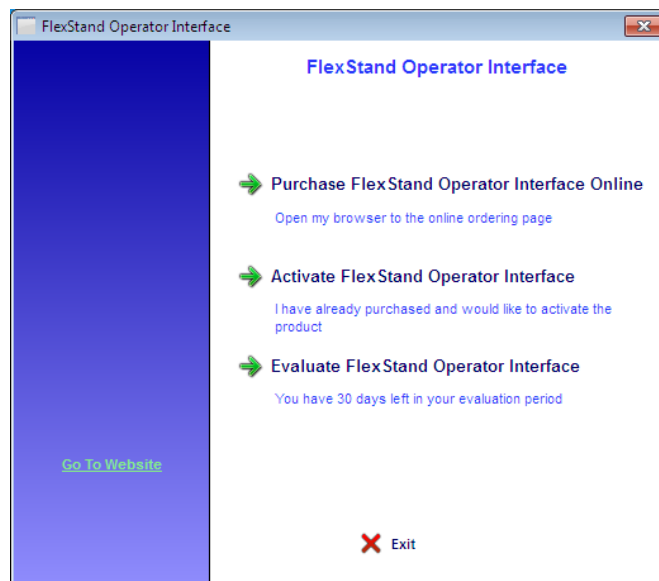 FlexStand Operator Interface
FlexStand Operator Interface
Purchase FlexStand Operator Interface Online
Open my browser to the online ordering page
Activate FlexStand Operator Interface
I have already purchased and would like to activate the
product
Evaluate FlexStand Operator Interface
You have 30 days left in your evaluation period
Go To Website
Exit